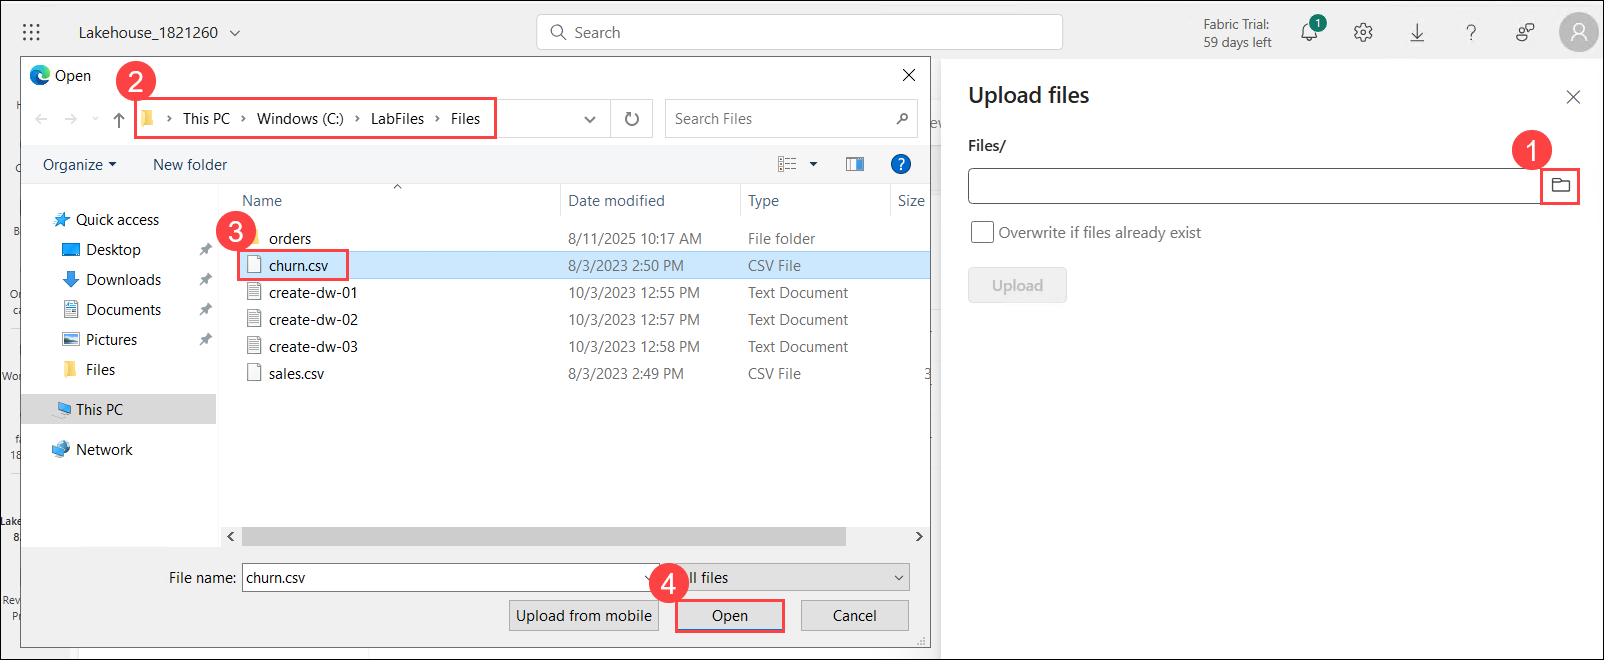 Lakehouse_1821260
Search
Fabric Trial:
59 days left
1
Open
2
This PC > Windows (C:) > LabFiles > Files
Search Files
Organize
New folder
?
Name
Date modified
Type
Size
3
orders
8/11/2025 10:17 AM
File folder
churn.csv
8/3/2023 2:50 PM
CSV File
create-dw-01
10/3/2023 12:55 PM
Text Document
create-dw-02
10/3/2023 12:57 PM
Text Document
create-dw-03
10/3/2023 12:58 PM
Text Document
sales.csv
8/3/2023 2:49 PM
CSV File
3
Quick access
Desktop
Downloads
Documents
Pictures
Files
This PC
Network
File name:
churn.csv
4
ll files
Upload from mobile
Open
Cancel
Upload files
Files/
1
Overwrite if files already exist
Upload